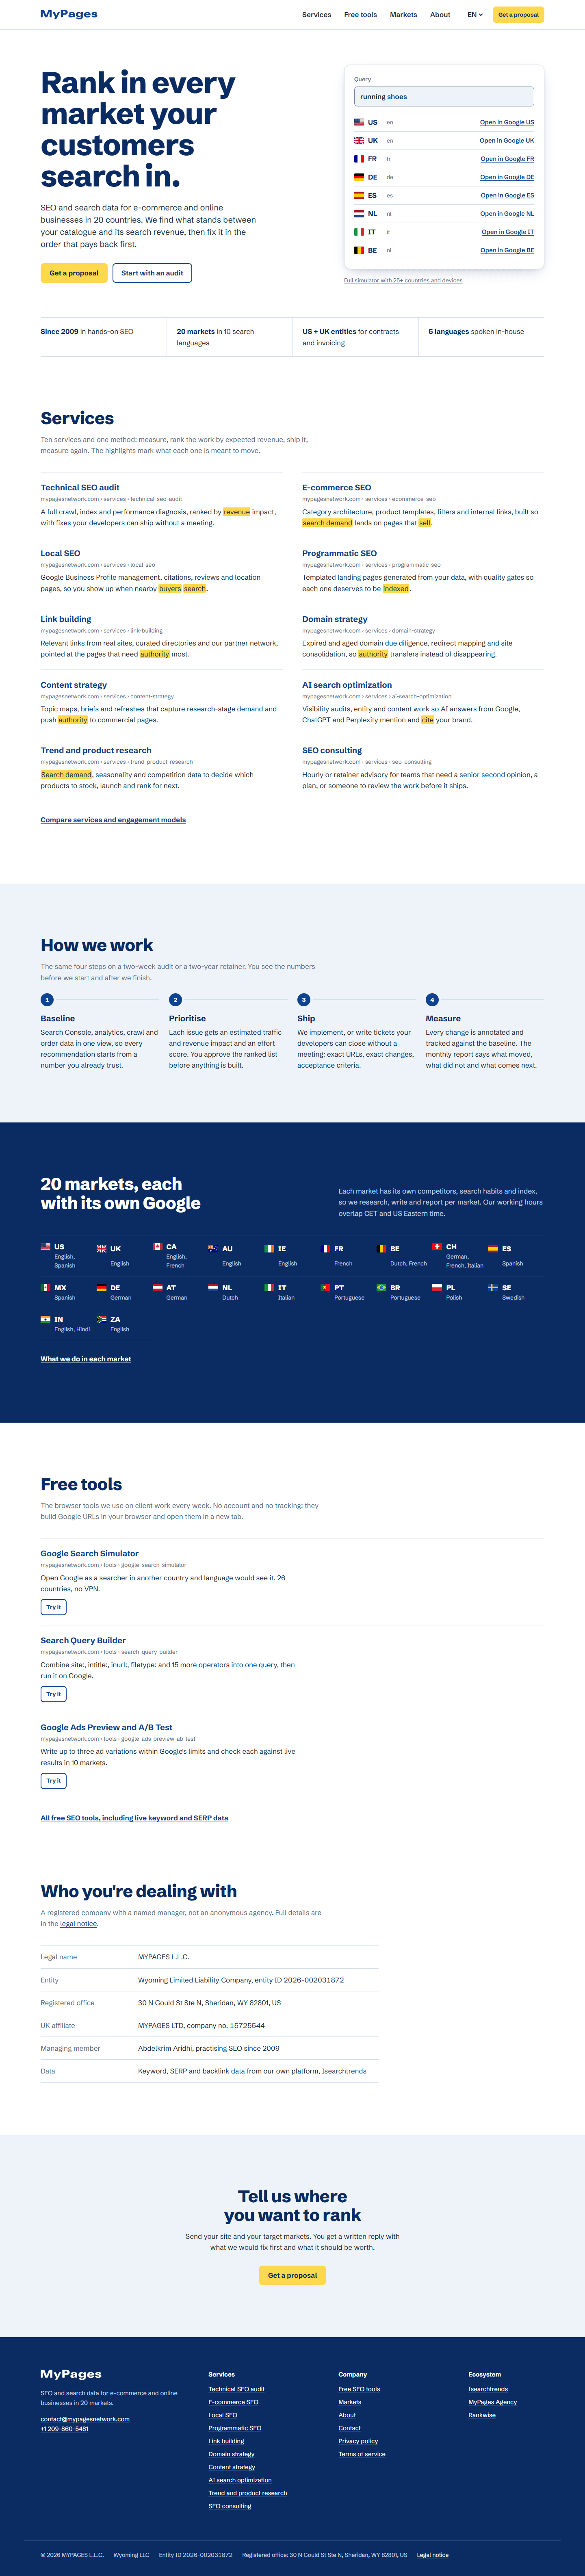 MyPages
Services
Free tools
Markets
About
EN
Get a proposal
Rank in every
market your
customers
search in.
SEO and search data for e-commerce and online
businesses in 20 countries. We find what stands between
your catalogue and its search revenue, then fix it in the
order that pays back first.
Get a proposal
Start with an audit
Query
running shoes
US en Open in Google US
UK en Open in Google UK
FR fr Open in Google FR
DE de Open in Google DE
ES es Open in Google ES
NL nl Open in Google NL
IT it Open in Google IT
BE nl Open in Google BE
Full simulator with 25+ countries and devices
Since 2009 in hands-on SEO
20 markets in 10 search
languages
US + UK entities for contracts
and invoicing
5 languages spoken in-house
Services
Ten services and one method: measure, rank the work by expected revenue, ship it,
measure again. The highlights mark what each one is meant to move.
Technical SEO audit
mypagesnetwork.com › services › technical-seo-audit
A full crawl, index and performance diagnosis, ranked by revenue impact,
with fixes your developers can ship without a meeting.
E-commerce SEO
mypagesnetwork.com › services › ecommerce-seo
Category architecture, product templates, filters and internal links, built so
search demand lands on pages that sell.
Local SEO
mypagesnetwork.com › services › local-seo
Google Business Profile management, citations, reviews and location
pages, so you show up when nearby buyers search.
Programmatic SEO
mypagesnetwork.com › services › programmatic-seo
Templated landing pages generated from your data, with quality gates so
each one deserves to be indexed.
Link building
mypagesnetwork.com › services › link-building
Relevant links from real sites, curated directories and our partner network,
pointed at the pages that need authority most.
Domain strategy
mypagesnetwork.com › services › domain-strategy
Expired and aged domain due diligence, redirect mapping and site
consolidation, so authority transfers instead of disappearing.
Content strategy
mypagesnetwork.com › services › content-strategy
Topic maps, briefs and refreshes that capture research-stage demand and
push authority to commercial pages.
AI search optimization
mypagesnetwork.com › services › ai-search-optimization
Visibility audits, entity and content work so AI answers from Google,
ChatGPT and Perplexity mention and cite your brand.
Trend and product research
mypagesnetwork.com › services › trend-product-research
Search demand, seasonality and competition data to decide which
products to stock, launch and rank for next.
SEO consulting
mypagesnetwork.com › services › seo-consulting
Hourly or retainer advisory for teams that need a senior second opinion, a
plan, or someone to review the work before it ships.
Compare services and engagement models
How we work
The same four steps on a two-week audit or a two-year retainer. You see the numbers
before we start and after we finish.
1
Baseline
Search Console, analytics, crawl and
order data in one view, so every
recommendation starts from a
number you already trust.
2
Prioritise
Each issue gets an estimated traffic
and revenue impact and an effort
score. You approve the ranked list
before anything is built.
3
Ship
We implement, or write tickets your
developers can close without a
meeting: exact URLs, exact changes,
acceptance criteria.
4
Measure
Every change is annotated and
tracked against the baseline. The
monthly report says what moved,
what did not and what comes next.
20 markets, each
with its own Google
Each market has its own competitors, search habits and index,
so we research, write and report per market. Our working hours
overlap CET and US Eastern time.
US
English,
Spanish
UK
English
CA
English,
French
AU
English
IE
English
FR
French
BE
Dutch, French
CH
German,
French, Italian
ES
Spanish
MX
Spanish
DE
German
AT
German
NL
Dutch
IT
Italian
PT
Portuguese
BR
Portuguese
PL
Polish
SE
Swedish
IN
English, Hindi
ZA
English
What we do in each market
Free tools
The browser tools we use on client work every week. No account and no tracking: they
build Google URLs in your browser and open them in a new tab.
Google Search Simulator
mypagesnetwork.com › tools › google-search-simulator
Open Google as a searcher in another country and language would see it. 26
countries, no VPN.
Try it
Search Query Builder
mypagesnetwork.com › tools › search-query-builder
Combine site:, intitle:, inurl:, filetype: and 15 more operators into one query, then
run it on Google.
Try it
Google Ads Preview and A/B Test
mypagesnetwork.com › tools › google-ads-preview-ab-test
Write up to three ad variations within Google's limits and check each against live
results in 10 markets.
Try it
All free SEO tools, including live keyword and SERP data
Who you're dealing with
A registered company with a named manager, not an anonymous agency. Full details are
in the legal notice.
Legal name MYPAGES L.L.C.
Entity Wyoming Limited Liability Company, entity ID 2026-002031872
Registered office 30 N Gould St Ste N, Sheridan, WY 82801, US
UK affiliate MYPAGES LTD, company no. 15725544
Managing member Abdelkrim Aridhi, practising SEO since 2009
Data Keyword, SERP and backlink data from our own platform, Isearchtrends
Tell us where
you want to rank
Send your site and your target markets. You get a written reply with
what we would fix first and what it should be worth.
Get a proposal
MyPages
SEO and search data for e-commerce and online
businesses in 20 markets.
contact@mypagesnetwork.com
+1 209-860-5481
Services
Technical SEO audit
E-commerce SEO
Local SEO
Programmatic SEO
Link building
Domain strategy
Content strategy
AI search optimization
Trend and product research
SEO consulting
Company
Free SEO tools
Markets
About
Contact
Privacy policy
Terms of service
Ecosystem
Isearchtrends
MyPages Agency
Rankwise
© 2026 MYPAGES L.L.C. Wyoming LLC Entity ID 2026-002031872 Registered office: 30 N Gould St Ste N, Sheridan, WY 82801, US Legal notice